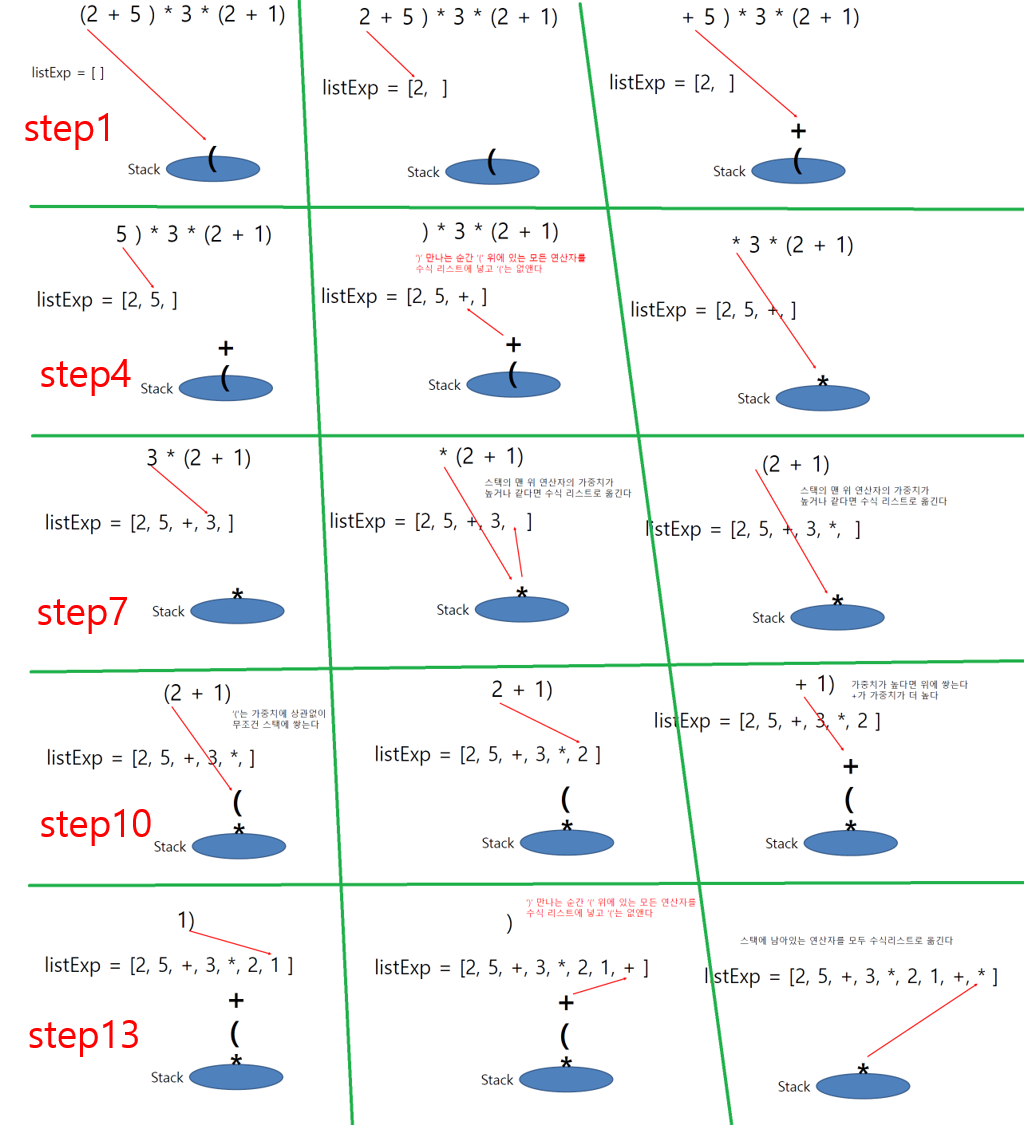 (2 + 5 ) * 3 * (2 + 1)
listExp = [ ]
step1
(
Stack
2 + 5 ) * 3 * (2 + 1)
listExp = [2, ]
(
Stack
+ 5 ) * 3 * (2 + 1)
listExp = [2, ]
+
(
Stack
5 ) * 3 * (2 + 1)
listExp = [2, 5, ]
+
step4
(
Stack
) * 3 * (2 + 1)
')' 만나는 순간 '(' 위에 있는 모든 연산자를
수식 리스트에 넣고 '('는 없앤다
listExp = [2, 5, +, ]
+
(
Stack
* 3 * (2 + 1)
listExp = [2, 5, +, ]
*
Stack
3 * (2 + 1)
listExp = [2, 5, +, 3, ]
*
step7
Stack
* (2 + 1)
스택의 맨 위 연산자의 가중치가
높거나 같다면 수식 리스트로 옮긴다
listExp = [2, 5, +, 3, ]
*
Stack
(2 + 1)
스택의 맨 위 연산자의 가중치가
높거나 같다면 수식 리스트로 옮긴다
listExp = [2, 5, +, 3, *, ]
*
Stack
(2 + 1)
'('는 가중치에 상관없이
무조건 스택에 쌓는다
listExp = [2, 5, +, 3, *, ]
(
step10
*
Stack
2 + 1)
listExp = [2, 5, +, 3, *, 2 ]
(
*
Stack
+ 1)
가중치가 높다면 위에 쌓는다
+가 가중치가 더 높다
listExp = [2, 5, +, 3, *, 2 ]
+
(
*
Stack
1)
listExp = [2, 5, +, 3, *, 2, 1 ]
+
(
step13
*
Stack
')' 만나는 순간 '(' 위에 있는 모든 연산자를
수식 리스트에 넣고 '('는 없앤다
)
listExp = [2, 5, +, 3, *, 2, 1, + ]
+
(
*
Stack
스택에 남아있는 연산자를 모두 수식리스트로 옮긴다
listExp = [2, 5, +, 3, *, 2, 1, +, * ]
*
Stack